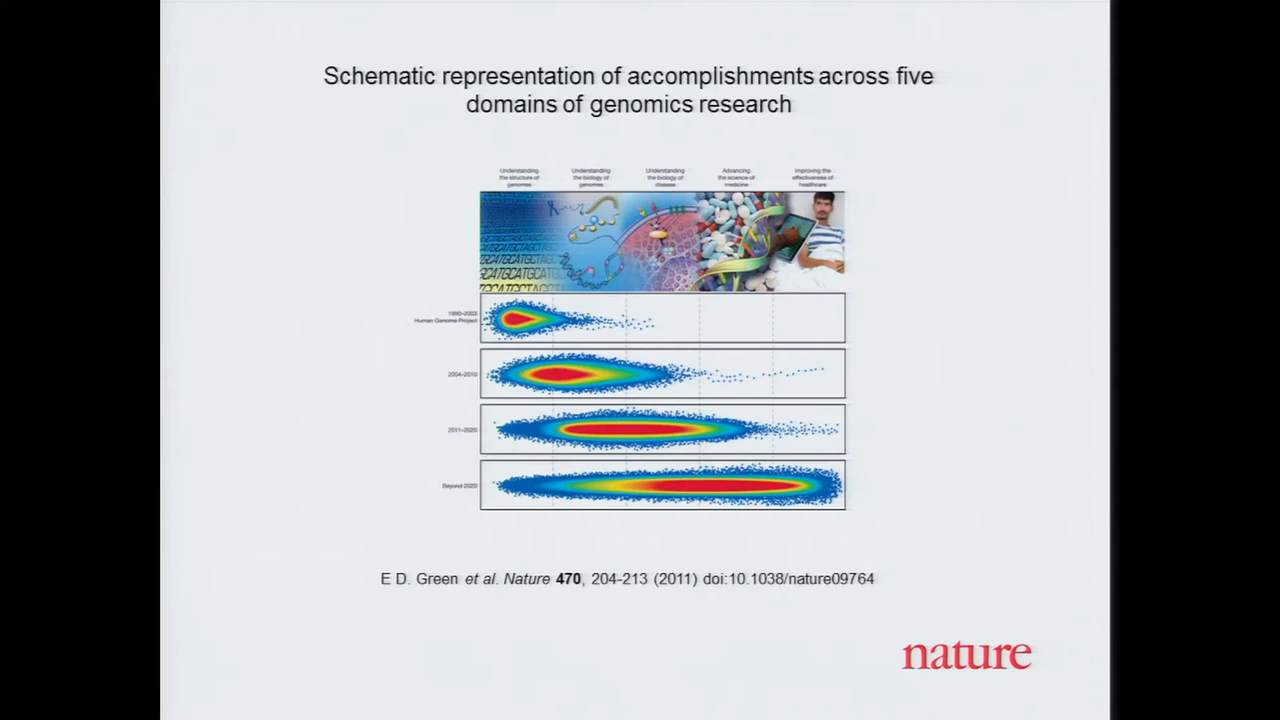 Schematic representation of accomplishments across five
domains of genomics research
Understanding
the structure of
genomes
Understanding
the biology of
genomes
Understanding
the biology of
disease
Advancing
the science of
medicine
Improving the
effectiveness of
healthcare
1990–2003
Human Genome Project
2004–2010
2011–2020
Beyond 2020
E D. Green et al. Nature 470, 204-213 (2011) doi:10.1038/nature09764
nature